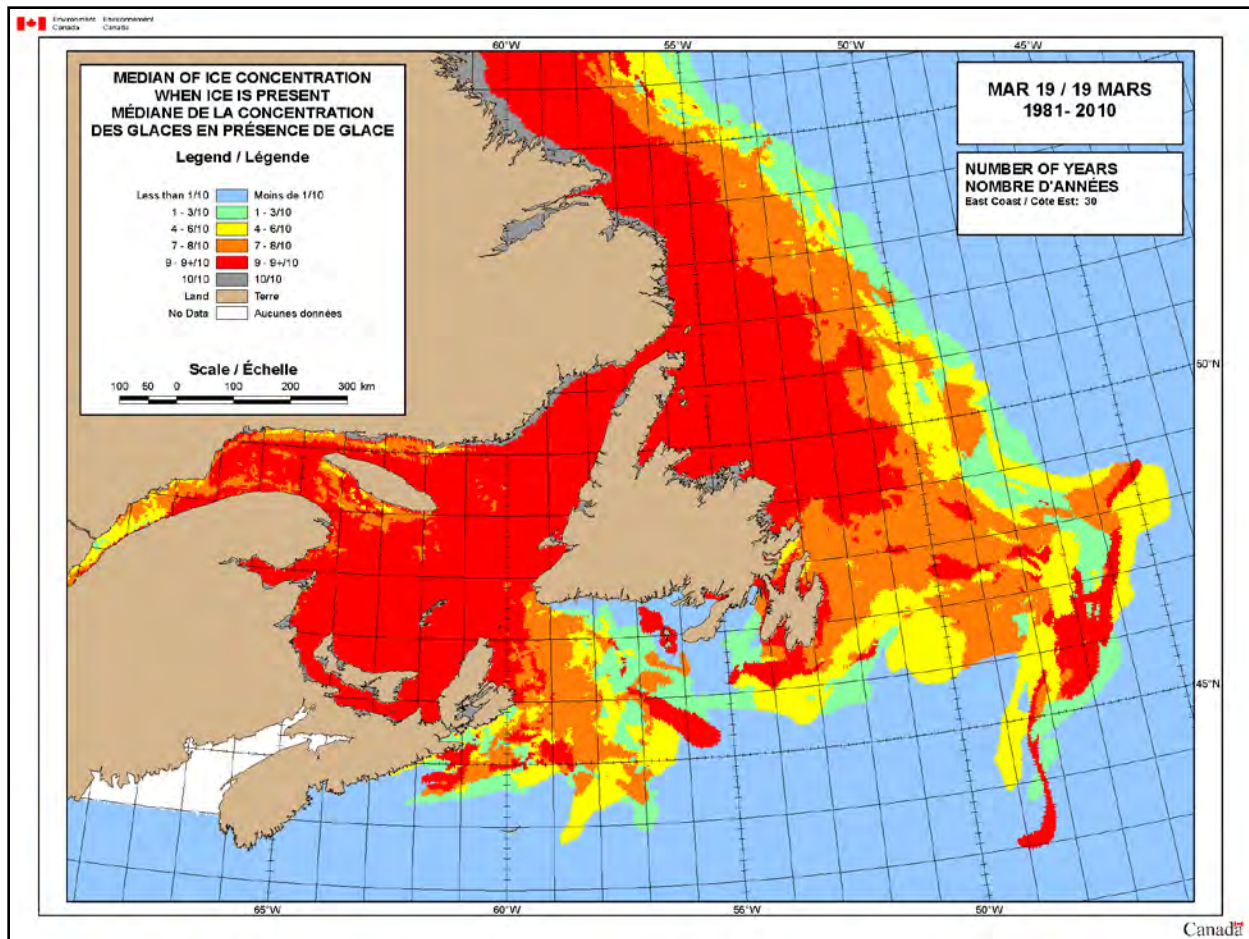 Environment Environnement
Canada Canada
60°W 55°W 50°W 45°W
MEDIAN OF ICE CONCENTRATION
WHEN ICE IS PRESENT
MÉDIANE DE LA CONCENTRATION
DES GLACES EN PRÉSENCE DE GLACE
Legend / Légende
Less than 1/10 Moins de 1/10
1 - 3/10 1 - 3/10
4 - 6/10 4 - 6/10
7 - 8/10 7 - 8/10
9 - 9+/10 9 - 9+/10
10/10 10/10
Land Terre
No Data Aucunes données
Scale / Échelle
100 50 0 100 200 300 km
MAR 19 / 19 MARS
1981- 2010
NUMBER OF YEARS
NOMBRE D'ANNÉES
East Coast / Côte Est: 30
50°N
45°N
65°W 60°W 55°W 50°W
Canada